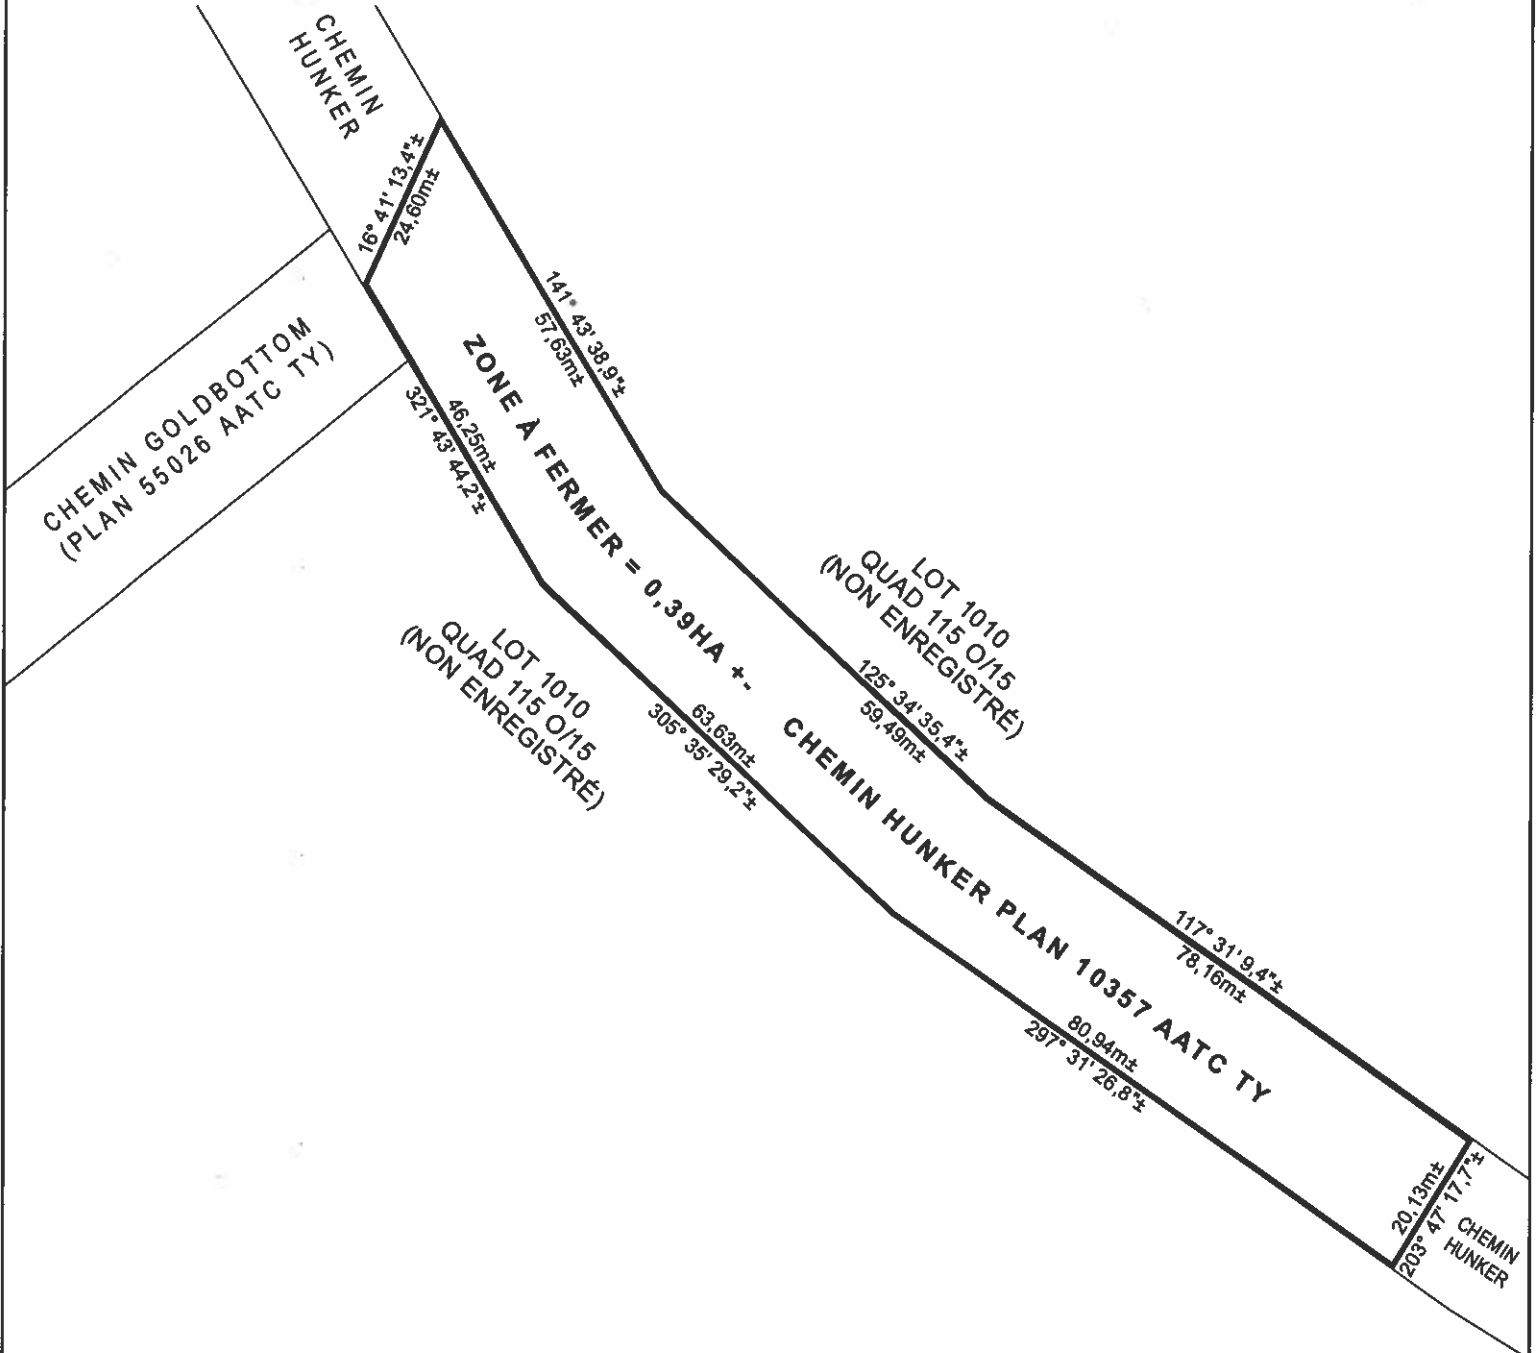 CHEMIN
HUNKER
16° 41' 13,4"±
24,60m±
141° 43' 38,9"±
57,63m±
CHEMIN GOLDBOTTOM
(PLAN 55026 AATC TY)
46,25m±
321° 43' 44,2"±
ZONE À FERMER = 0,39HA +-
CHEMIN HUNKER PLAN 10357 AATC TY
LOT 1010
QUAD 115 O/15
(NON ENREGISTRÉ)
125° 34' 35,4"±
59,49m±
LOT 1010
QUAD 115 O/15
(NON ENREGISTRÉ)
63,63m±
305° 35' 29,2"±
117° 31' 9,4"±
78,16m±
80,94m±
297° 31' 26,8"±
20,13m±
203° 47' 17,7"±
CHEMIN
HUNKER